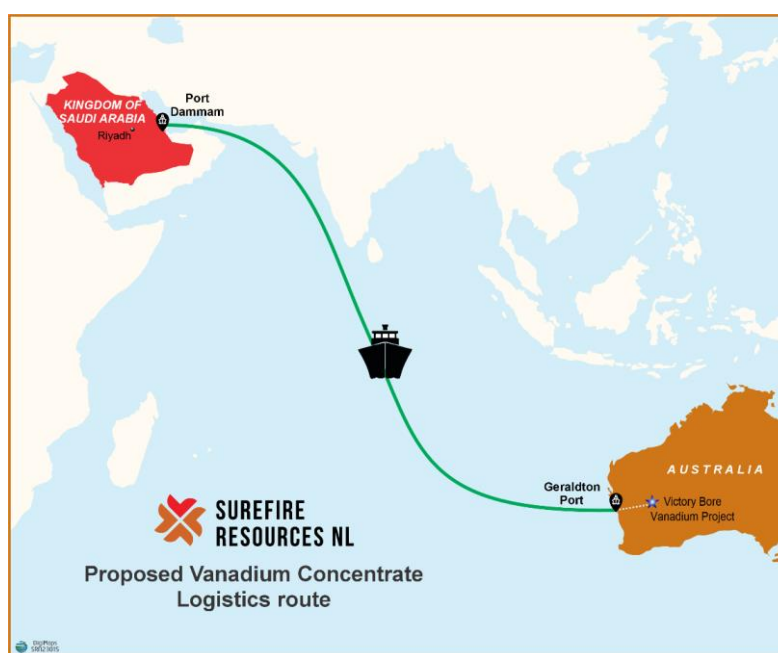 KINGDOM OF
SAUDI ARABIA
Riyadh
Port
Dammam
Geraldton
Port
AUSTRALIA
Victory Bore
Vanadium Project
SUREFIRE
RESOURCES NL
Proposed Vanadium Concentrate
Logistics route
DigiMaps